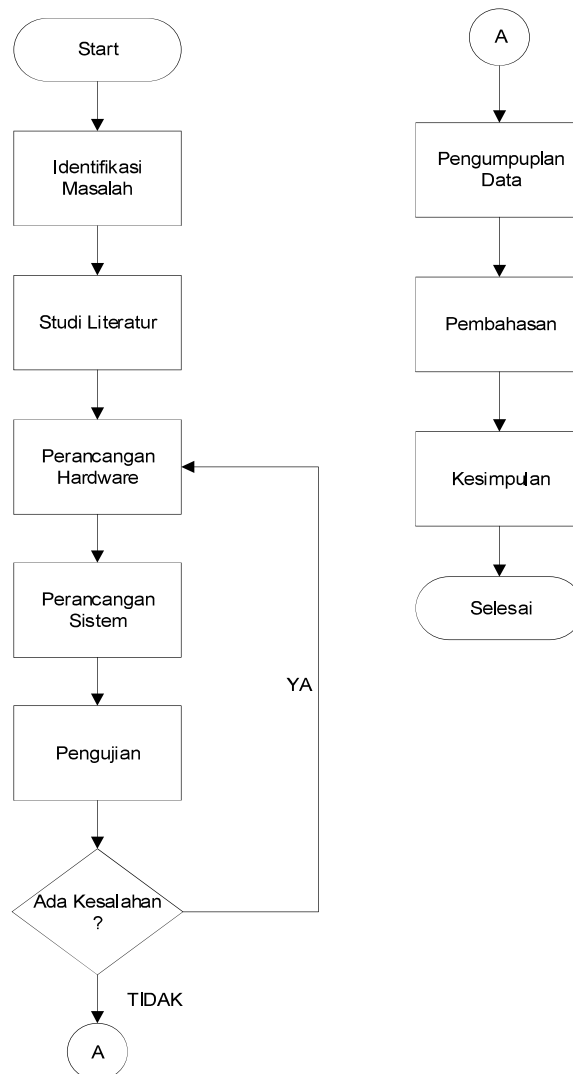 Start
Identifikasi
Masalah
Studi Literatur
Perancangan
Hardware
Perancangan
Sistem
Pengujian
YA
Ada Kesalahan
?
TIDAK
A
A
Pengumpuplan
Data
Pembahasan
Kesimpulan
Selesai